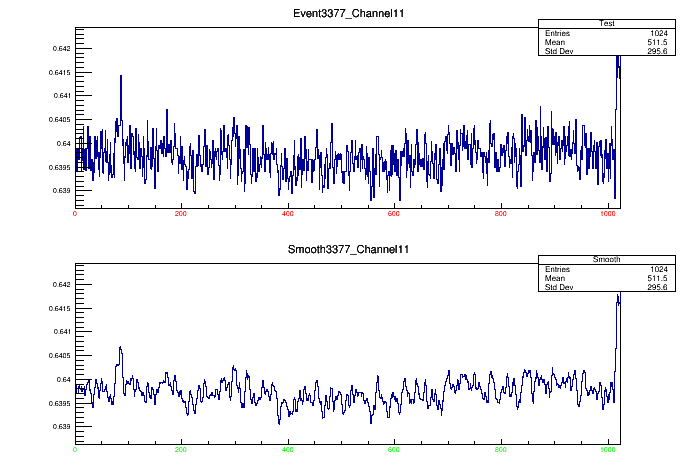 Event3377_Channel11
Test
Entries 1024
Mean 511.5
Std Dev 295.6
0.642
0.6415
0.641
0.6405
0.64
0.6395
0.639
0 200 400 600 800 1000
Smooth3377_Channel11
Smooth
Entries 1024
Mean 511.5
Std Dev 295.6
0.642
0.6415
0.641
0.6405
0.64
0.6395
0.639
0 200 400 600 800 1000